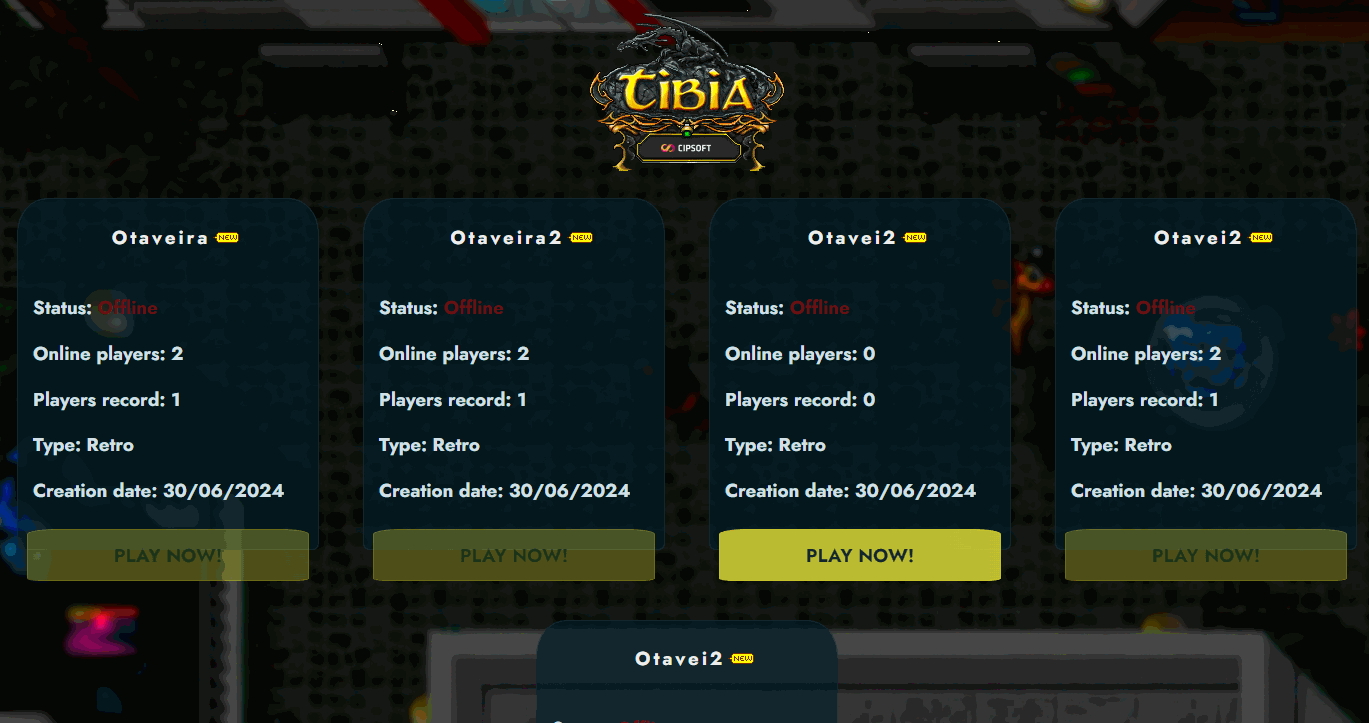 TIBIA
CIPSOFT
Otaveira NEW
Status: Offline
Online players: 2
Players record: 1
Type: Retro
Creation date: 30/06/2024
PLAY NOW!
Otaveira2 NEW
Status: Offline
Online players: 2
Players record: 1
Type: Retro
Creation date: 30/06/2024
PLAY NOW!
Otavei2 NEW
Status: Offline
Online players: 0
Players record: 0
Type: Retro
Creation date: 30/06/2024
PLAY NOW!
Otavei2 NEW
Status: Offline
Online players: 2
Players record: 1
Type: Retro
Creation date: 30/06/2024
PLAY NOW!
Otavei2 NEW